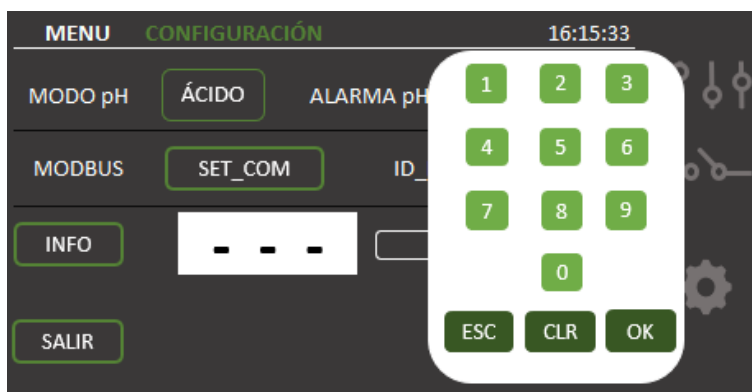 MENU CONFIGURACIÓN 16:15:33
MODO pH ÁCIDO ALARMA pH
MODBUS SET_COM ID_
INFO - - -
SALIR
1 2 3
4 5 6
7 8 9
0
ESC CLR OK